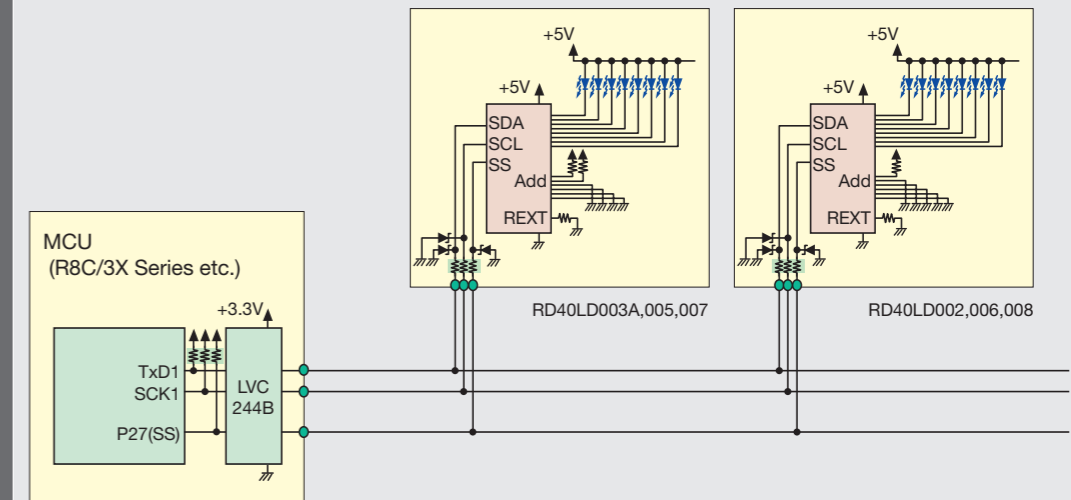 +5V
+5V
SDA
SCL
SS
Add
REXT
RD40LD003A,005,007
+5V
+5V
SDA
SCL
SS
Add
REXT
RD40LD002,006,008
MCU
(R8C/3X Series etc.)
+3.3V
TxD1
SCK1
P27(SS)
LVC
244B